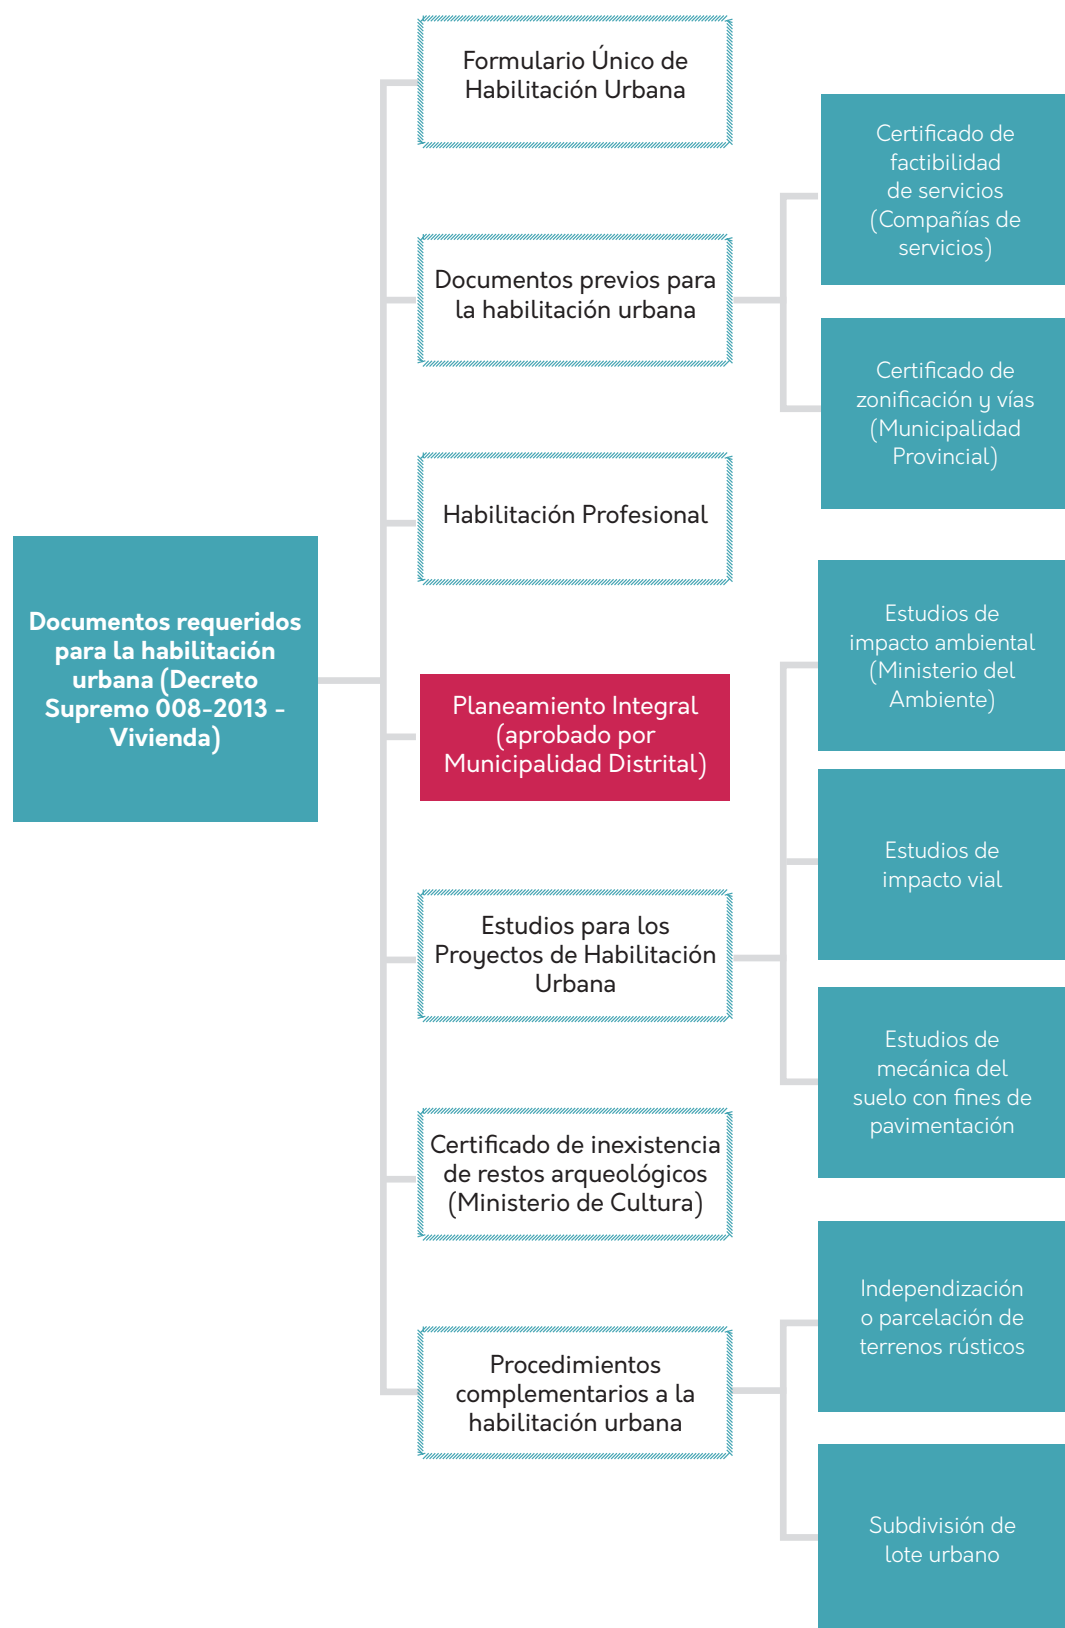 Documentos requeridos
para la habilitación
urbana (Decreto
Supremo 008-2013 -
Vivienda)
Formulario Único de
Habilitación Urbana
Documentos previos para
la habilitación urbana
Certificado de
factibilidad
de servicios
(Compañías de
servicios)
Certificado de
zonificación y vías
(Municipalidad
Provincial)
Habilitación Profesional
Planeamiento Integral
(aprobado por
Municipalidad Distrital)
Estudios para los
Proyectos de Habilitación
Urbana
Estudios de
impacto ambiental
(Ministerio del
Ambiente)
Estudios de
impacto vial
Estudios de
mecánica del
suelo con fines de
pavimentación
Certificado de inexistencia
de restos arqueológicos
(Ministerio de Cultura)
Procedimientos
complementarios a la
habilitación urbana
Independización
o parcelación de
terrenos rústicos
Subdivisión de
lote urbano